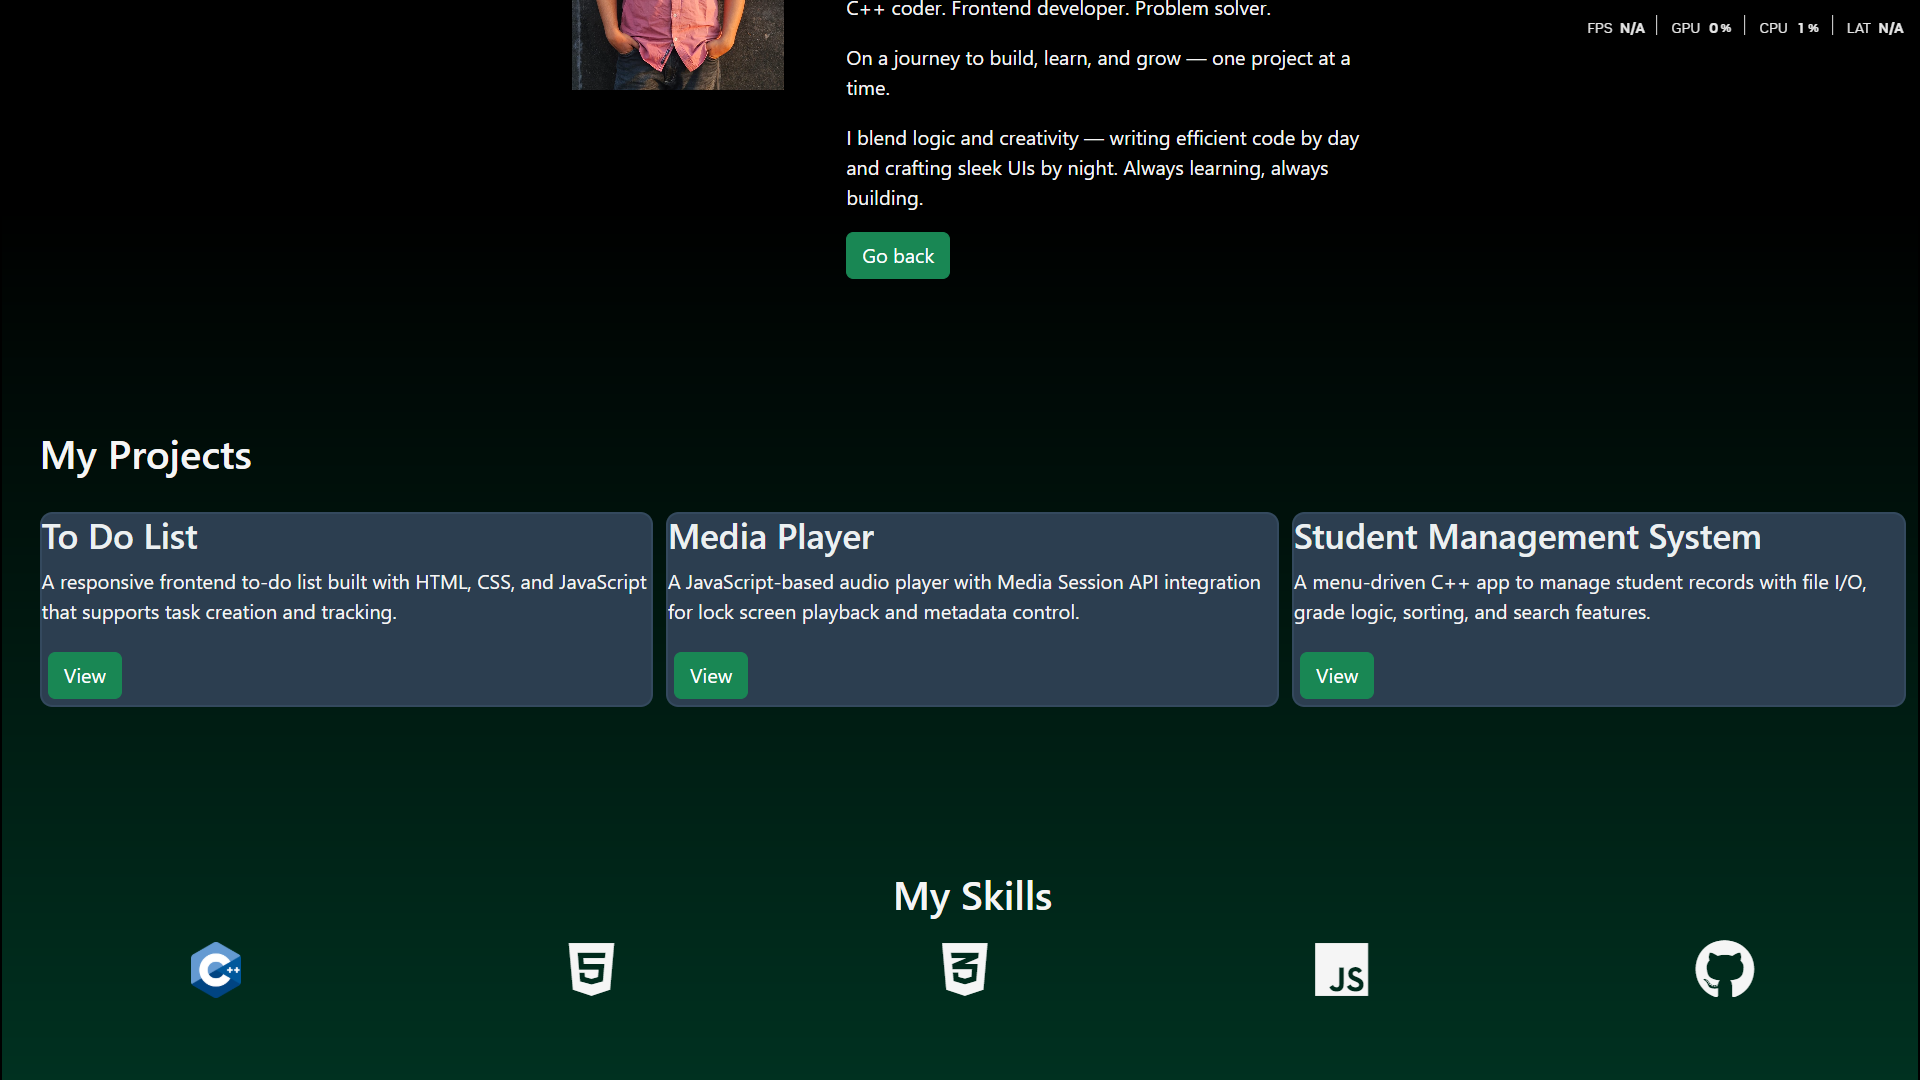 C++ coder. Frontend developer. Problem solver.
FPS N/A GPU 0% CPU 1% LAT N/A
On a journey to build, learn, and grow — one project at a
time.
I blend logic and creativity — writing efficient code by day
and crafting sleek UIs by night. Always learning, always
building.
Go back
My Projects
To Do List
A responsive frontend to-do list built with HTML, CSS, and JavaScript
that supports task creation and tracking.
View
Media Player
A JavaScript-based audio player with Media Session API integration
for lock screen playback and metadata control.
View
Student Management System
A menu-driven C++ app to manage student records with file I/O,
grade logic, sorting, and search features.
View
My Skills
C++
5
3
JS